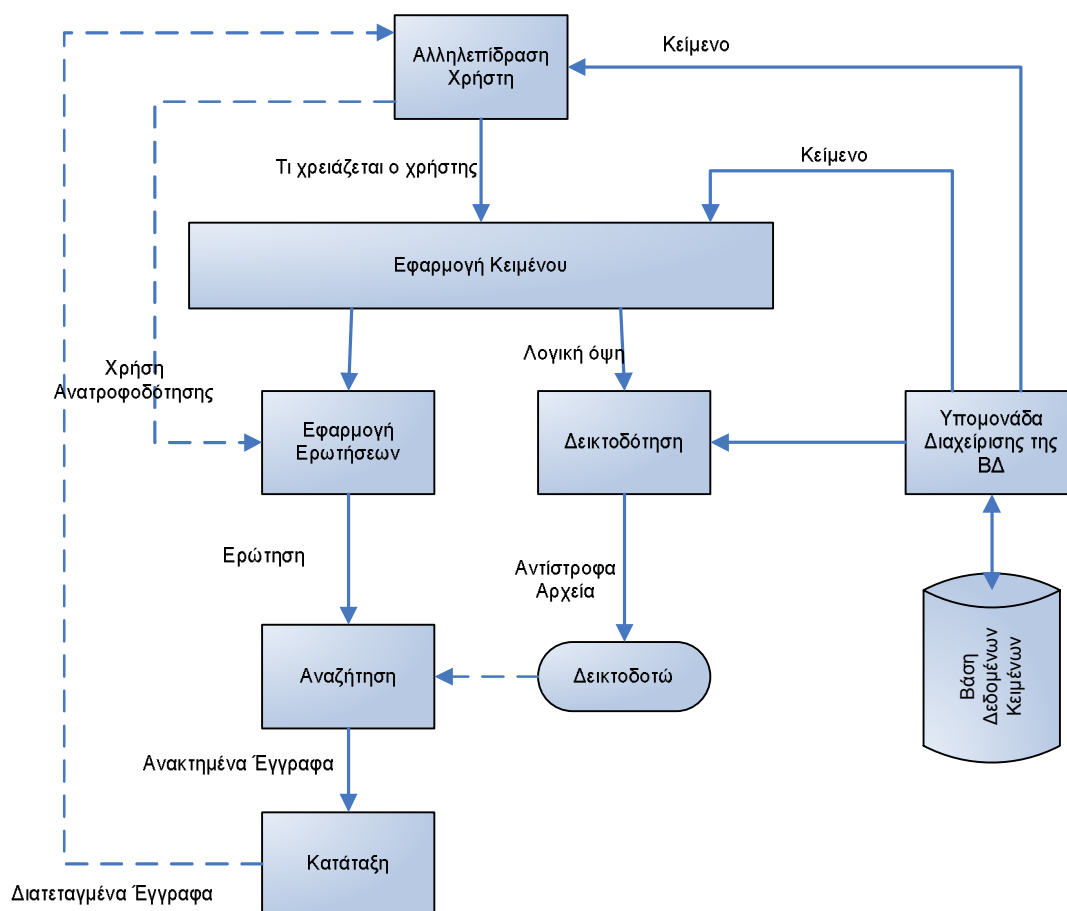 Αλληλεπίδραση
Χρήστη
Κείμενο
Τι χρειάζεται ο χρήστης
Κείμενο
Εφαρμογή Κειμένου
Χρήση
Ανατροφοδότησης
Λογική όψη
Εφαρμογή
Ερωτήσεων
Δεικτοδότηση
Υπομονάδα
Διαχείρισης της
ΒΔ
Ερώτηση
Αντίστροφα
Αρχεία
Αναζήτηση
Δεικτοδοτώ
Βάση
Δεδομένων
Κειμένων
Ανακτημένα Έγγραφα
Κατάταξη
Διατεταγμένα Έγγραφα